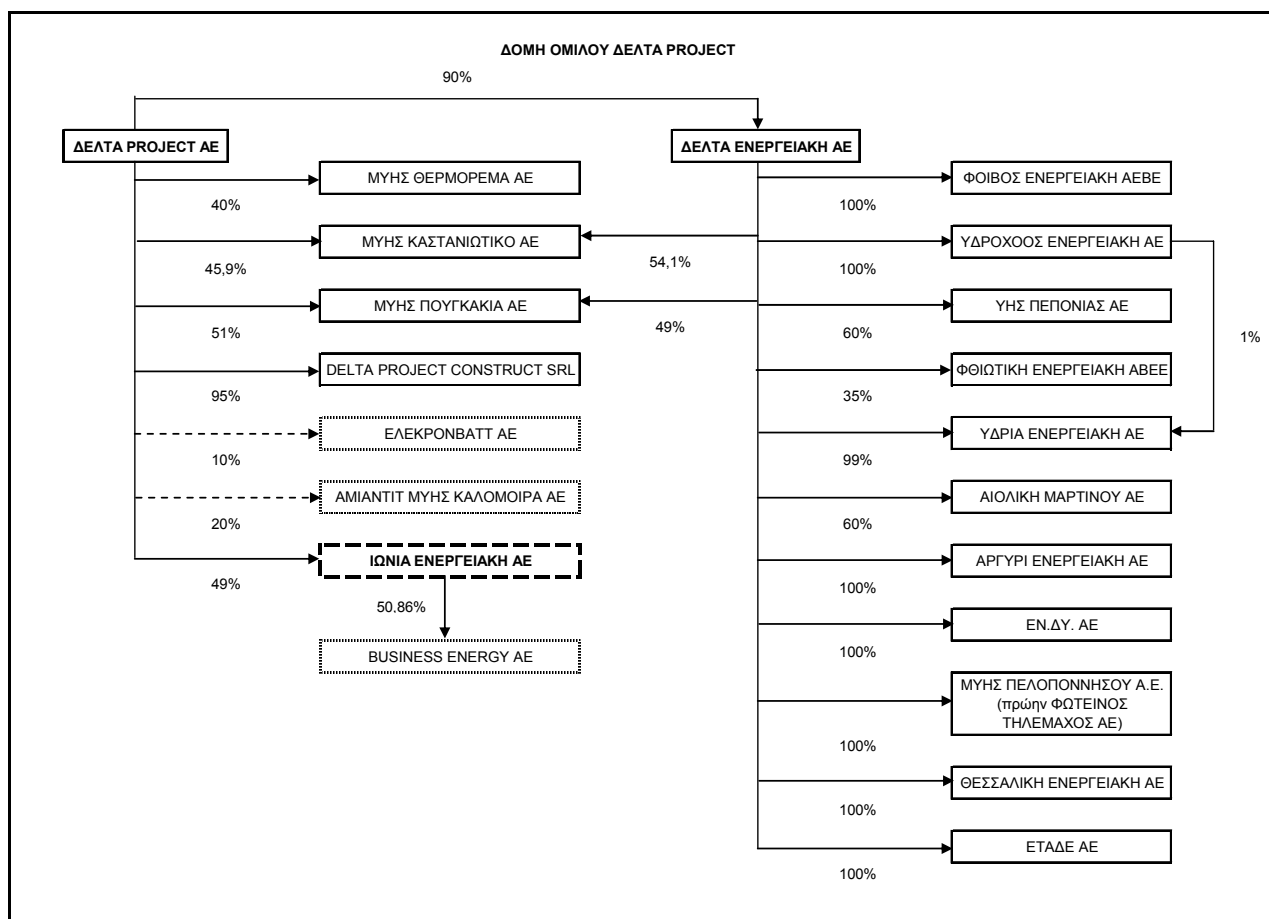 ΔΟΜΗ ΟΜΙΛΟΥ ΔΕΛΤΑ PROJECT
90%
ΔΕΛΤΑ PROJECT ΑΕ
ΔΕΛΤΑ ΕΝΕΡΓΕΙΑΚΗ ΑΕ
ΜΥΗΣ ΘΕΡΜΟΡΕΜΑ ΑΕ
40%
ΜΥΗΣ ΚΑΣΤΑΝΙΩΤΙΚΟ ΑΕ
45,9%
54,1%
ΜΥΗΣ ΠΟΥΓΚΑΚΙΑ ΑΕ
51%
49%
DELTA PROJECT CONSTRUCT SRL
95%
ΕΛΕΚΡΟΝΒΑΤΤ ΑΕ
10%
ΑΜΙΑΝΤΙΤ ΜΥΗΣ ΚΑΛΟΜΟΙΡΑ ΑΕ
20%
ΙΩΝΙΑ ΕΝΕΡΓΕΙΑΚΗ ΑΕ
49%
50,86%
BUSINESS ENERGY ΑΕ
ΦΟΙΒΟΣ ΕΝΕΡΓΕΙΑΚΗ ΑΕΒΕ
100%
ΥΔΡΟΧΟΟΣ ΕΝΕΡΓΕΙΑΚΗ ΑΕ
100%
ΥΗΣ ΠΕΠΟΝΙΑΣ ΑΕ
60%
1%
ΦΘΙΩΤΙΚΗ ΕΝΕΡΓΕΙΑΚΗ ΑΒΕΕ
35%
ΥΔΡΙΑ ΕΝΕΡΓΕΙΑΚΗ ΑΕ
99%
ΑΙΟΛΙΚΗ ΜΑΡΤΙΝΟΥ ΑΕ
60%
ΑΡΓΥΡΙ ΕΝΕΡΓΕΙΑΚΗ ΑΕ
100%
ΕΝ.ΔΥ. ΑΕ
100%
ΜΥΗΣ ΠΕΛΟΠΟΝΝΗΣΟΥ Α.Ε.
(πρώην ΦΩΤΕΙΝΟΣ
ΤΗΛΕΜΑΧΟΣ ΑΕ)
100%
ΘΕΣΣΑΛΙΚΗ ΕΝΕΡΓΕΙΑΚΗ ΑΕ
100%
ΕΤΑΔΕ ΑΕ
100%